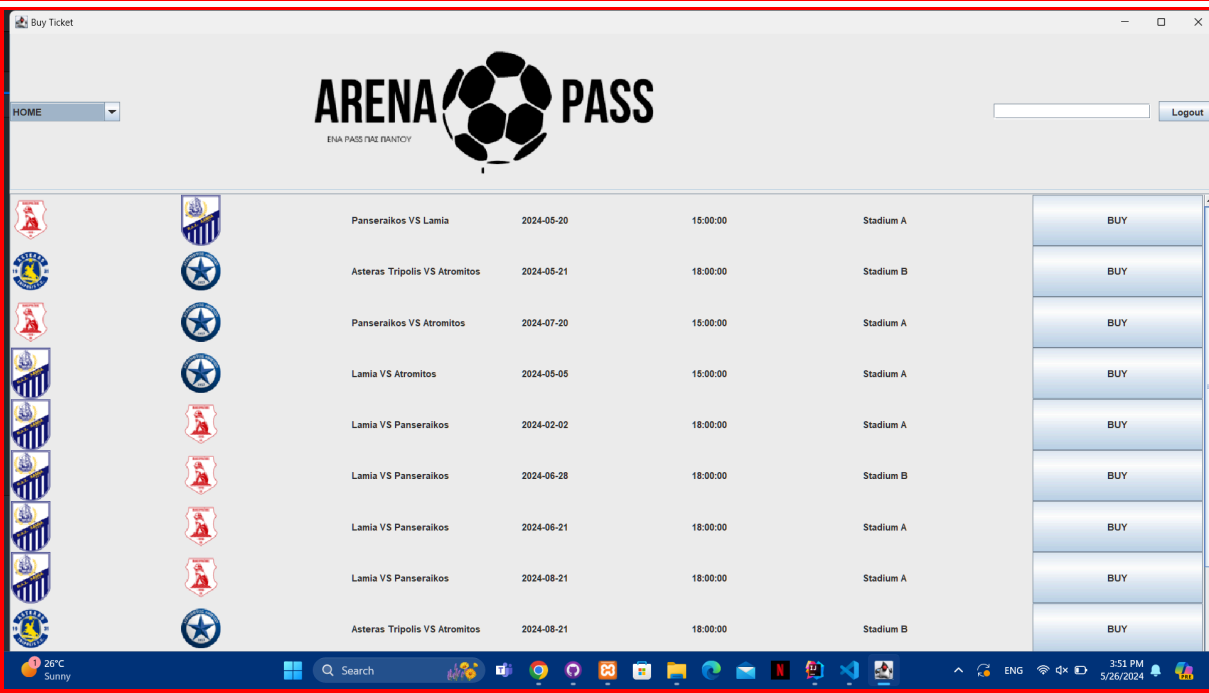 Buy Ticket
HOME
ARENA PASS
ΕΝΑ PASS ΠΑΣ ΠΑΝΤΟΥ
Logout
Panseraikos VS Lamia 2024-05-20 15:00:00 Stadium A BUY
Asteras Tripolis VS Atromitos 2024-05-21 18:00:00 Stadium B BUY
Panseraikos VS Atromitos 2024-07-20 15:00:00 Stadium A BUY
Lamia VS Atromitos 2024-05-05 15:00:00 Stadium A BUY
Lamia VS Panseraikos 2024-02-02 18:00:00 Stadium A BUY
Lamia VS Panseraikos 2024-06-28 18:00:00 Stadium B BUY
Lamia VS Panseraikos 2024-06-21 18:00:00 Stadium A BUY
Lamia VS Panseraikos 2024-08-21 18:00:00 Stadium A BUY
Asteras Tripolis VS Atromitos 2024-08-21 18:00:00 Stadium B BUY
1 26°C
Sunny
Search
ENG
3:51 PM
5/26/2024
PRE